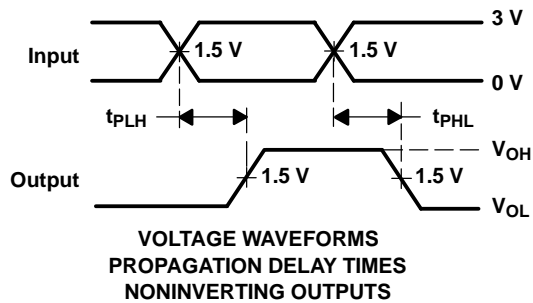 3 V
Input
1.5 V
1.5 V
0 V
tPLH
tPHL
VOH
Output
1.5 V
1.5 V
VOL
VOLTAGE WAVEFORMS
PROPAGATION DELAY TIMES
NONINVERTING OUTPUTS